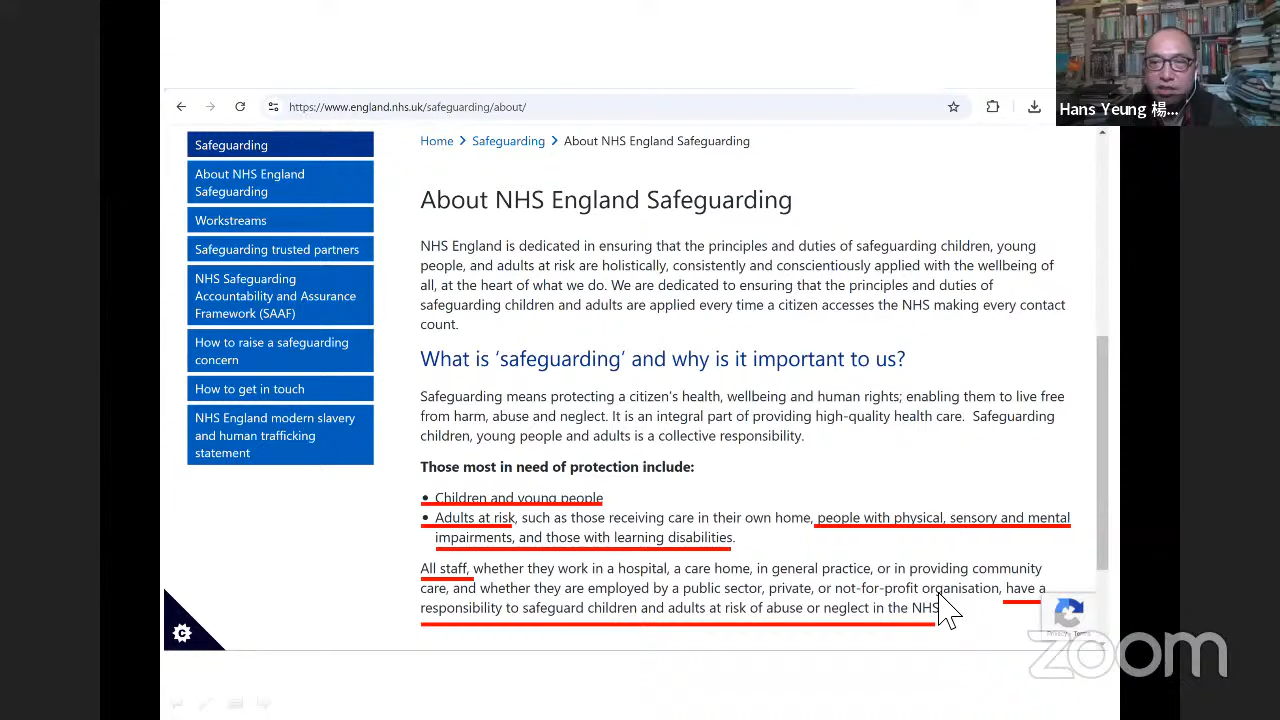 https://www.england.nhs.uk/safeguarding/about/
Hans Yeung 楊...
Safeguarding
About NHS England
Safeguarding
Workstreams
Safeguarding trusted partners
NHS Safeguarding
Accountability and Assurance
Framework (SAAF)
How to raise a safeguarding
concern
How to get in touch
NHS England modern slavery
and human trafficking
statement
Home > Safeguarding > About NHS England Safeguarding
About NHS England Safeguarding
NHS England is dedicated in ensuring that the principles and duties of safeguarding children, young
people, and adults at risk are holistically, consistently and conscientiously applied with the wellbeing of
all, at the heart of what we do. We are dedicated to ensuring that the principles and duties of
safeguarding children and adults are applied every time a citizen accesses the NHS making every contact
count.
What is ‘safeguarding’ and why is it important to us?
Safeguarding means protecting a citizen’s health, wellbeing and human rights; enabling them to live free
from harm, abuse and neglect. It is an integral part of providing high-quality health care. Safeguarding
children, young people and adults is a collective responsibility.
Those most in need of protection include:
• Children and young people
• Adults at risk, such as those receiving care in their own home, people with physical, sensory and mental
impairments, and those with learning disabilities.
All staff, whether they work in a hospital, a care home, in general practice, or in providing community
care, and whether they are employed by a public sector, private, or not-for-profit organisation, have a
responsibility to safeguard children and adults at risk of abuse or neglect in the NHS
Privacy - Terms
zoom